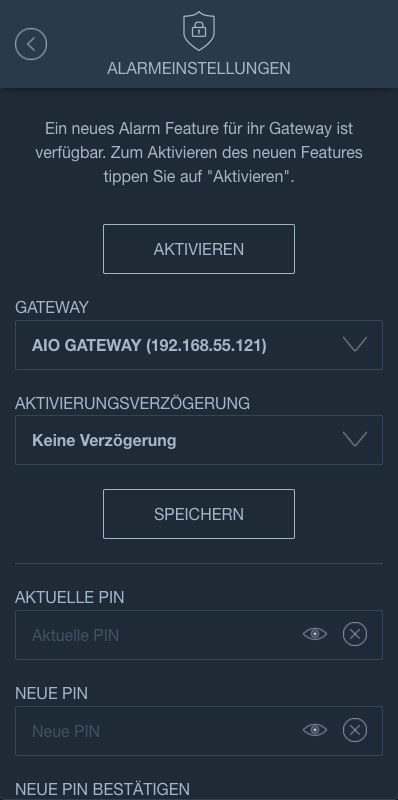 ALARMEINSTELLUNGEN
Ein neues Alarm Feature für ihr Gateway ist
verfügbar. Zum Aktivieren des neuen Features
tippen Sie auf "Aktivieren".
AKTIVIEREN
GATEWAY
AIO GATEWAY (192.168.55.121)
AKTIVIERUNGSVERZÖGERUNG
Keine Verzögerung
SPEICHERN
AKTUELLE PIN
Aktuelle PIN
NEUE PIN
Neue PIN
NEUE PIN BESTÄTIGEN